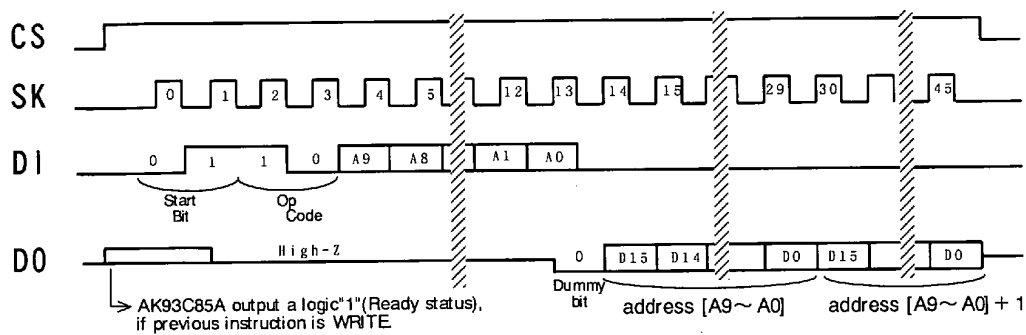 CS
SK 0 1 2 3 4 5 12 13 14 15 29 30 45
DI 0 1 1 0 A9 A8 A1 A0
Start Bit
Op Code
DO High-Z 0 D15 D14 D0 D15 D0
Dummy bit
address [A9~A0]
address [A9~A0]+1
AK93C85A output a logic"1"(Ready status),
if previous instruction is WRITE.